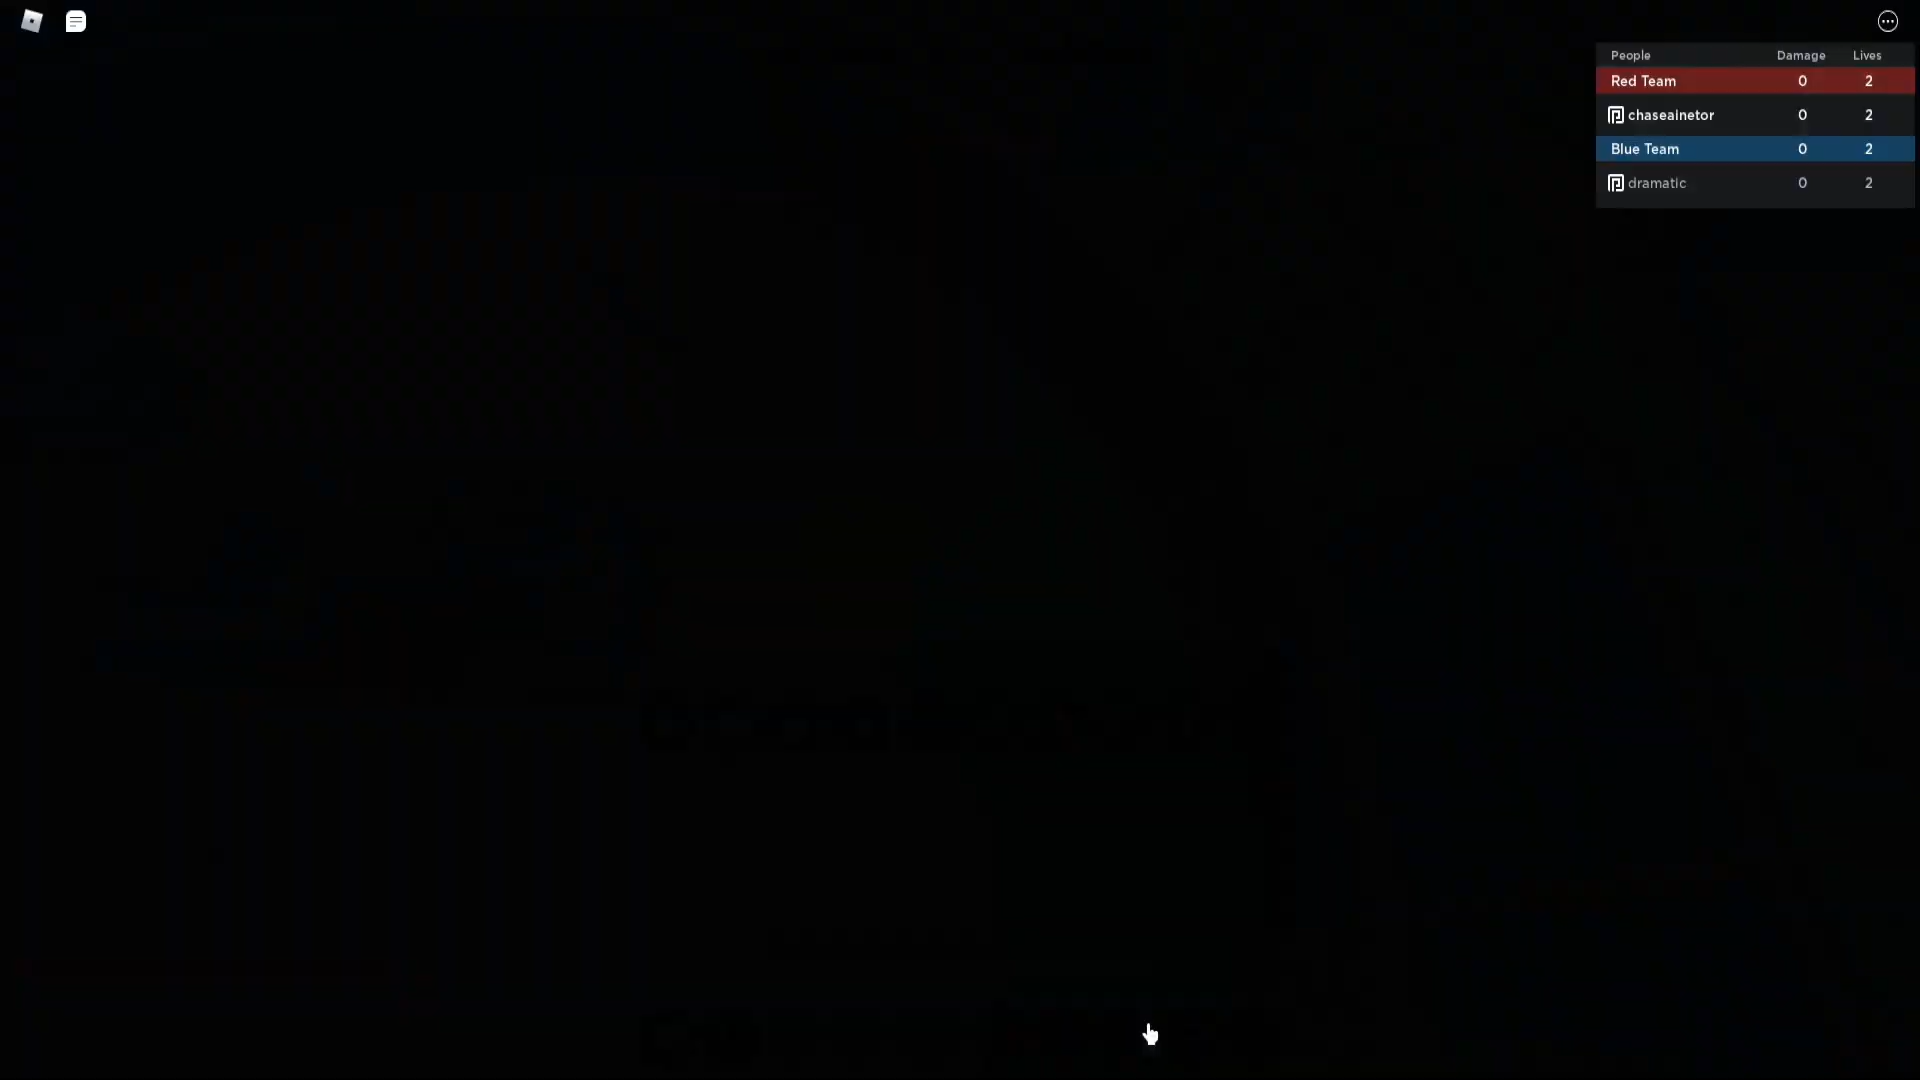 People Damage Lives
Red Team 0 2
chaseainetor 0 2
Blue Team 0 2
dramatic 0 2